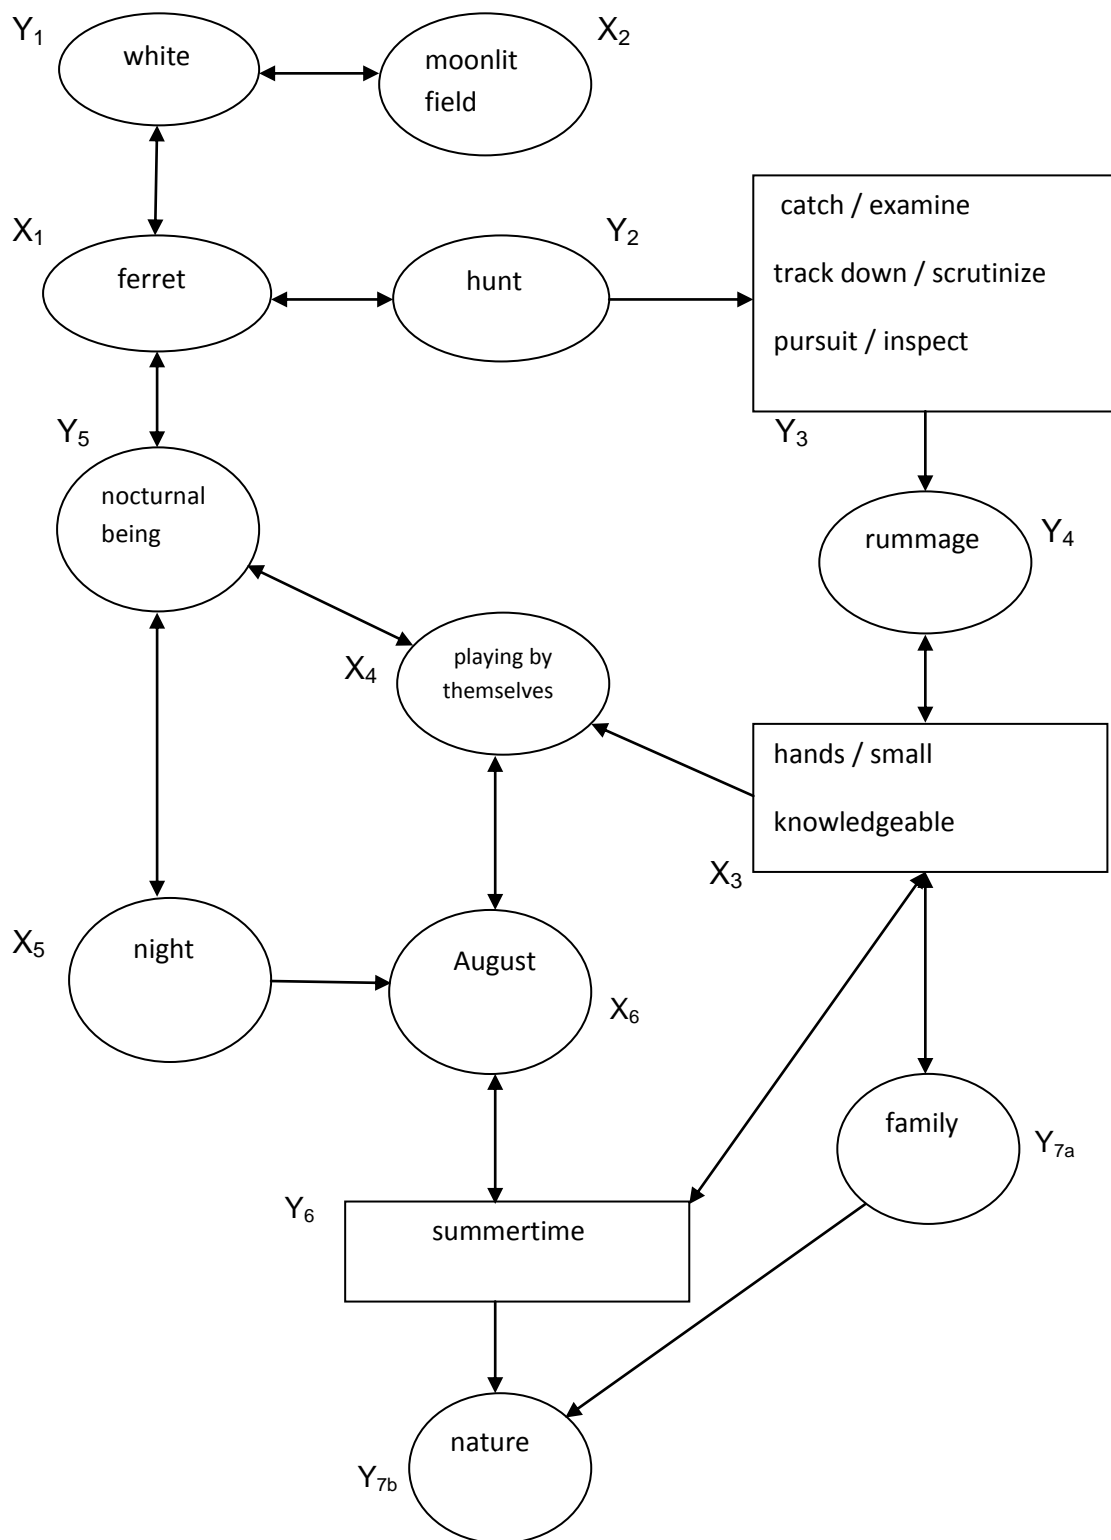 Y₁
white
X₂
moonlit
field
X₁
ferret
hunt
Y₂
catch / examine
track down / scrutinize
pursuit / inspect
Y₃
Y₅
nocturnal
being
rummage
Y₄
X₄
playing by
themselves
hands / small
knowledgeable
X₃
X₅
night
August
X₆
family
Y₇ₐ
Y₆
summertime
nature
Y7b